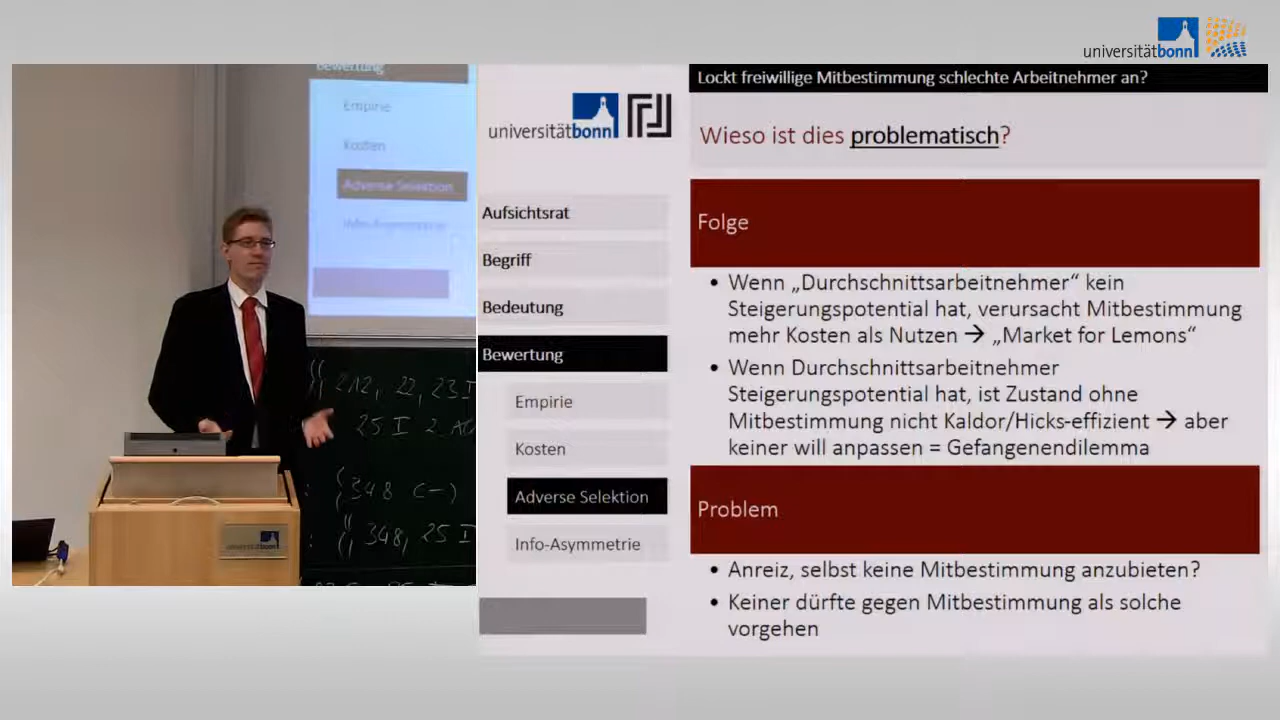 universitätbonn
Bewertung
Empirie
Kosten
Adverse Selektion
Info-Asymmetrie
212, 22, 23 I
25 I 2. A
348 (-)
348, 25 I
universitätbonn
universitätbonn
Aufsichtsrat
Begriff
Bedeutung
Bewertung
Empirie
Kosten
Adverse Selektion
Info-Asymmetrie
Lockt freiwillige Mitbestimmung schlechte Arbeitnehmer an?
Wieso ist dies problematisch?
Folge
• Wenn „Durchschnittsarbeitnehmer“ kein
Steigerungspotential hat, verursacht Mitbestimmung
mehr Kosten als Nutzen → „Market for Lemons“
• Wenn Durchschnittsarbeitnehmer
Steigerungspotential hat, ist Zustand ohne
Mitbestimmung nicht Kaldor/Hicks-effizient → aber
keiner will anpassen = Gefangenendilemma
Problem
• Anreiz, selbst keine Mitbestimmung anzubieten?
• Keiner dürfte gegen Mitbestimmung als solche
vorgehen